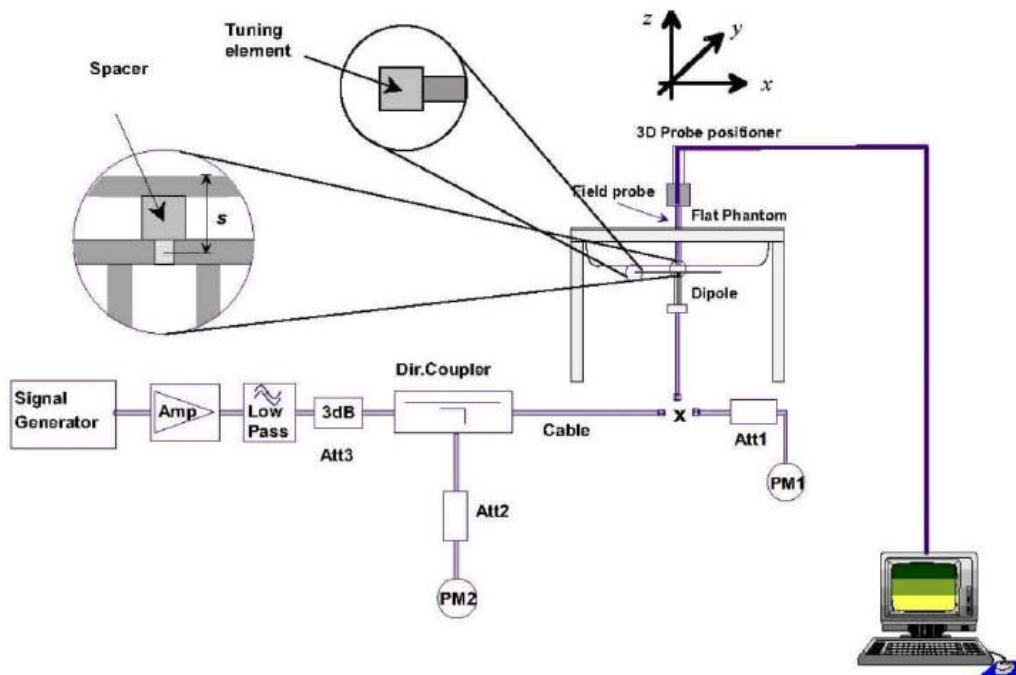 Tuning
element
Spacer
s
z
y
x
3D Probe positioner
Field probe
Flat Phantom
Dipole
Signal
Generator
Amp
Low
Pass
3dB
Att3
Dir.Coupler
Cable
x
Att1
PM1
Att2
PM2